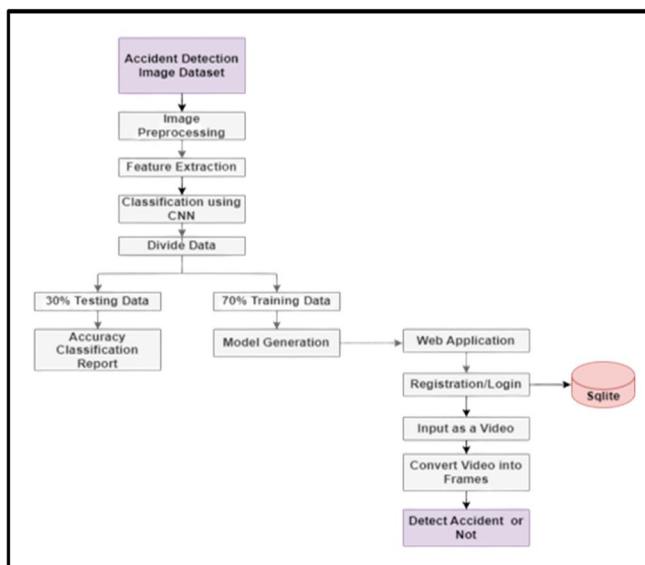 Accident Detection
Image Dataset
Image
Preprocessing
Feature Extraction
Classification using
CNN
Divide Data
30% Testing Data
70% Training Data
Accuracy
Classification
Report
Model Generation
Web Application
Registration/Login
Sqlite
Input as a Video
Convert Video into
Frames
Detect Accident or
Not